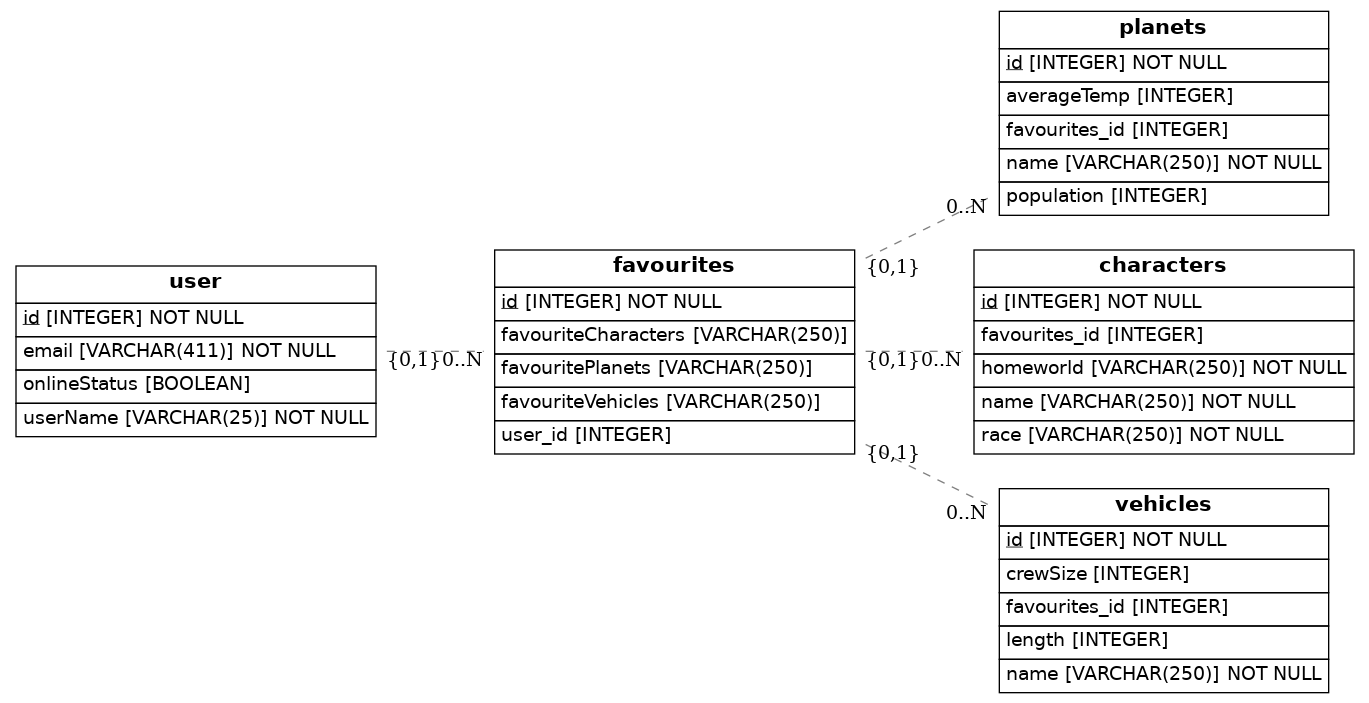 user
id [INTEGER] NOT NULL
email [VARCHAR(411)] NOT NULL
onlineStatus [BOOLEAN]
userName [VARCHAR(25)] NOT NULL
{0,1}
0..N
favourites
id [INTEGER] NOT NULL
favouriteCharacters [VARCHAR(250)]
favouritePlanets [VARCHAR(250)]
favouriteVehicles [VARCHAR(250)]
user_id [INTEGER]
{0,1}
0..N
planets
id [INTEGER] NOT NULL
averageTemp [INTEGER]
favourites_id [INTEGER]
name [VARCHAR(250)] NOT NULL
population [INTEGER]
{0,1}
0..N
characters
id [INTEGER] NOT NULL
favourites_id [INTEGER]
homeworld [VARCHAR(250)] NOT NULL
name [VARCHAR(250)] NOT NULL
race [VARCHAR(250)] NOT NULL
{0,1}
0..N
vehicles
id [INTEGER] NOT NULL
crewSize [INTEGER]
favourites_id [INTEGER]
length [INTEGER]
name [VARCHAR(250)] NOT NULL